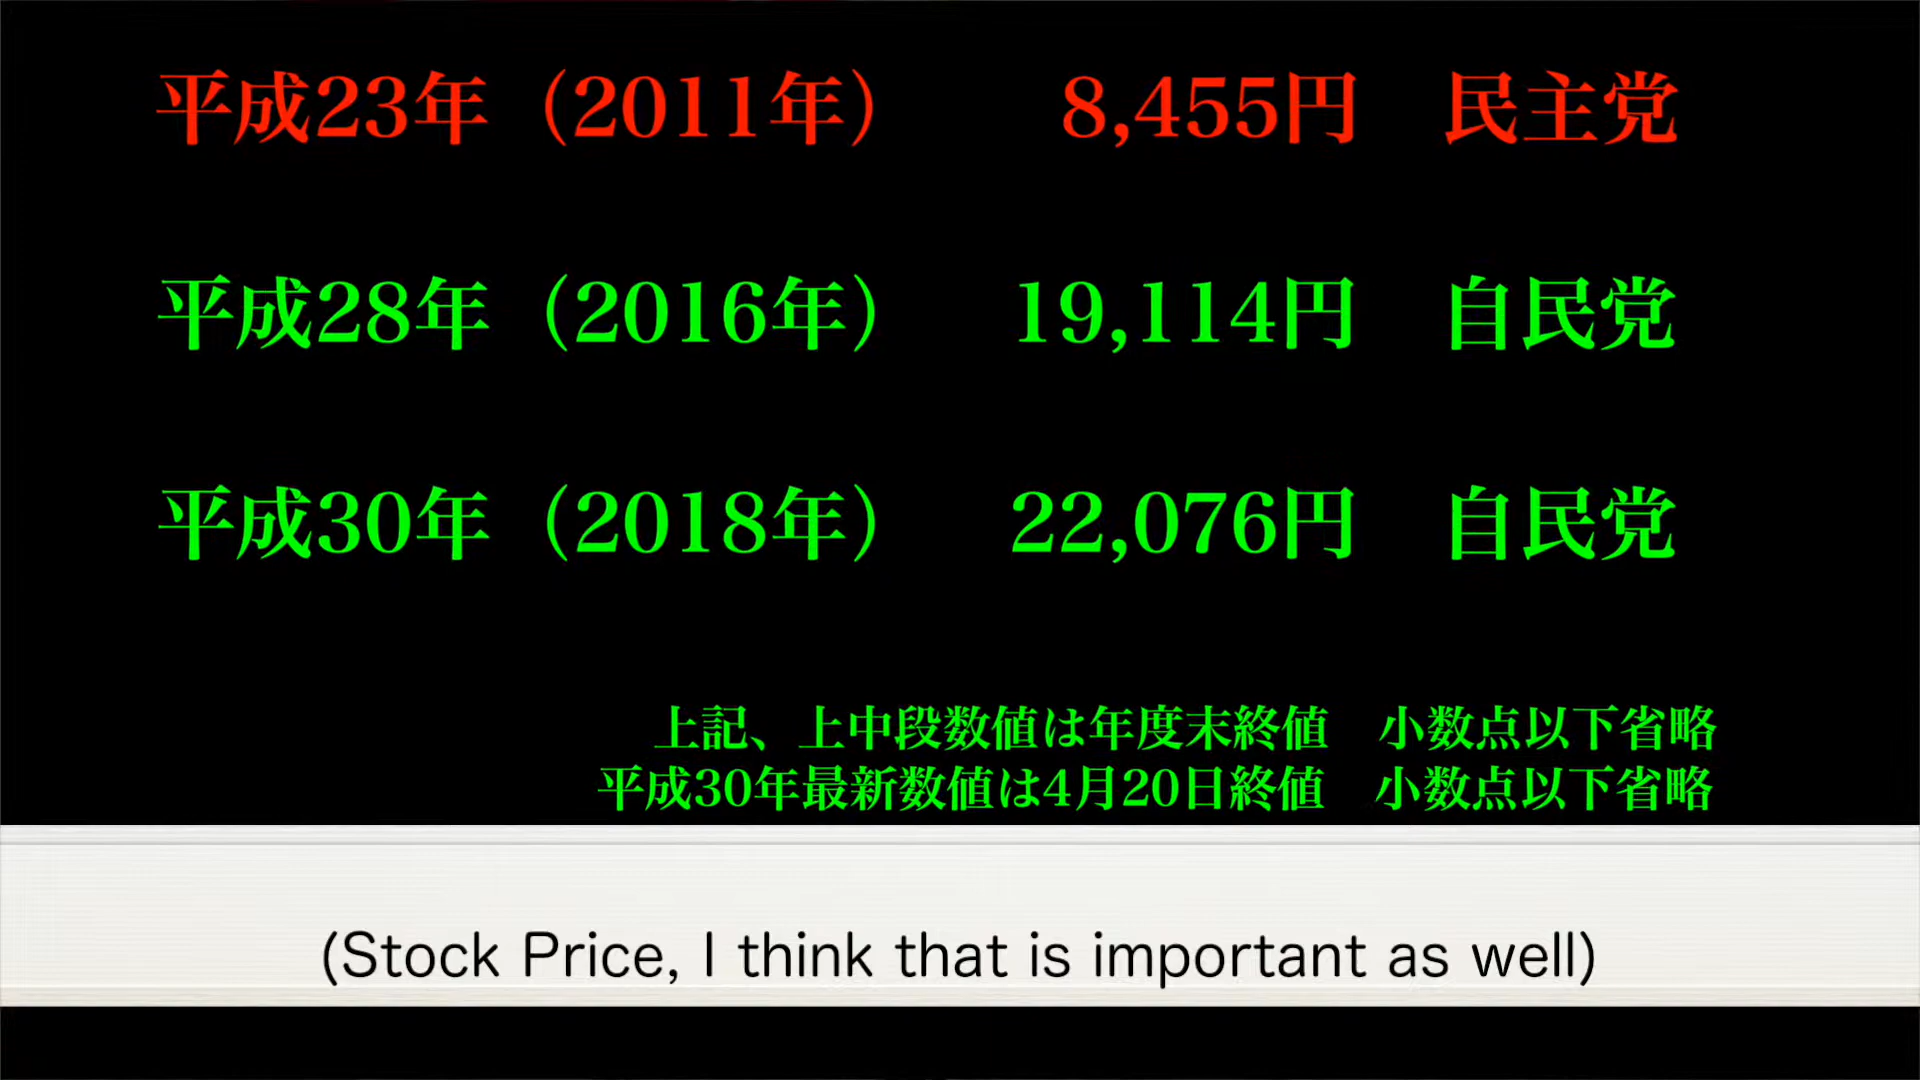 平成23年（2011年）　8,455円　民主党
平成28年（2016年）　19,114円　自民党
平成30年（2018年）　22,076円　自民党
上記、上中段数値は年度末終値　小数点以下省略
平成30年最新数値は4月20日終値　小数点以下省略
(Stock Price, I think that is important as well)